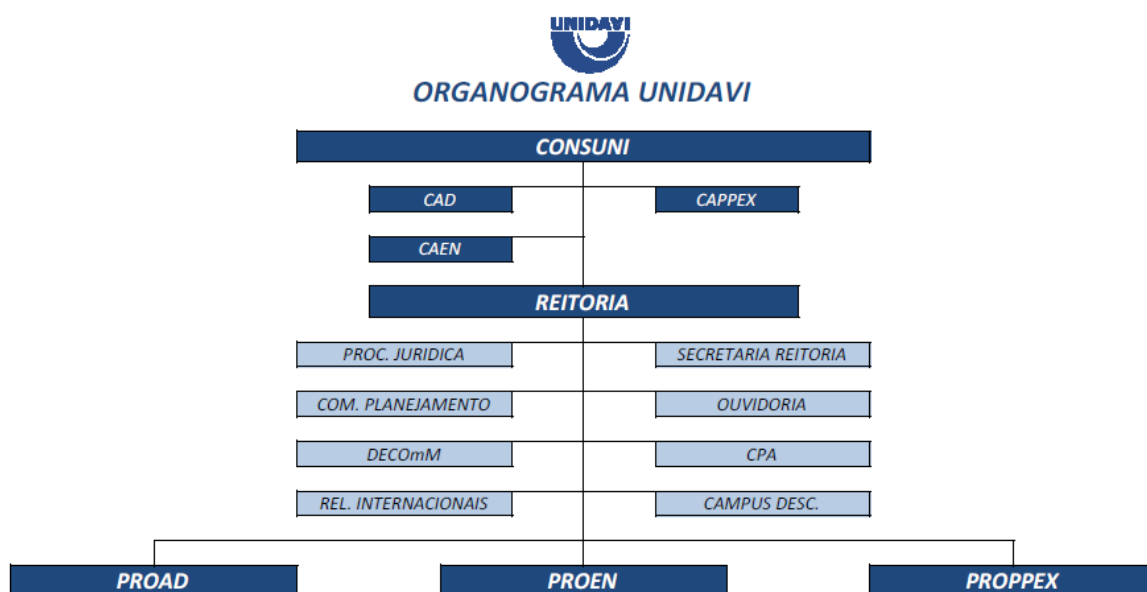 UNIDAVI
ORGANOGRAMA UNIDAVI
CONSUNI
CAD
CAPPEX
CAEN
REITORIA
PROC. JURIDICA
SECRETARIA REITORIA
COM. PLANEJAMENTO
OUVIDORIA
DECOmM
CPA
REL. INTERNACIONAIS
CAMPUS DESC.
PROAD
PROEN
PROPPEX